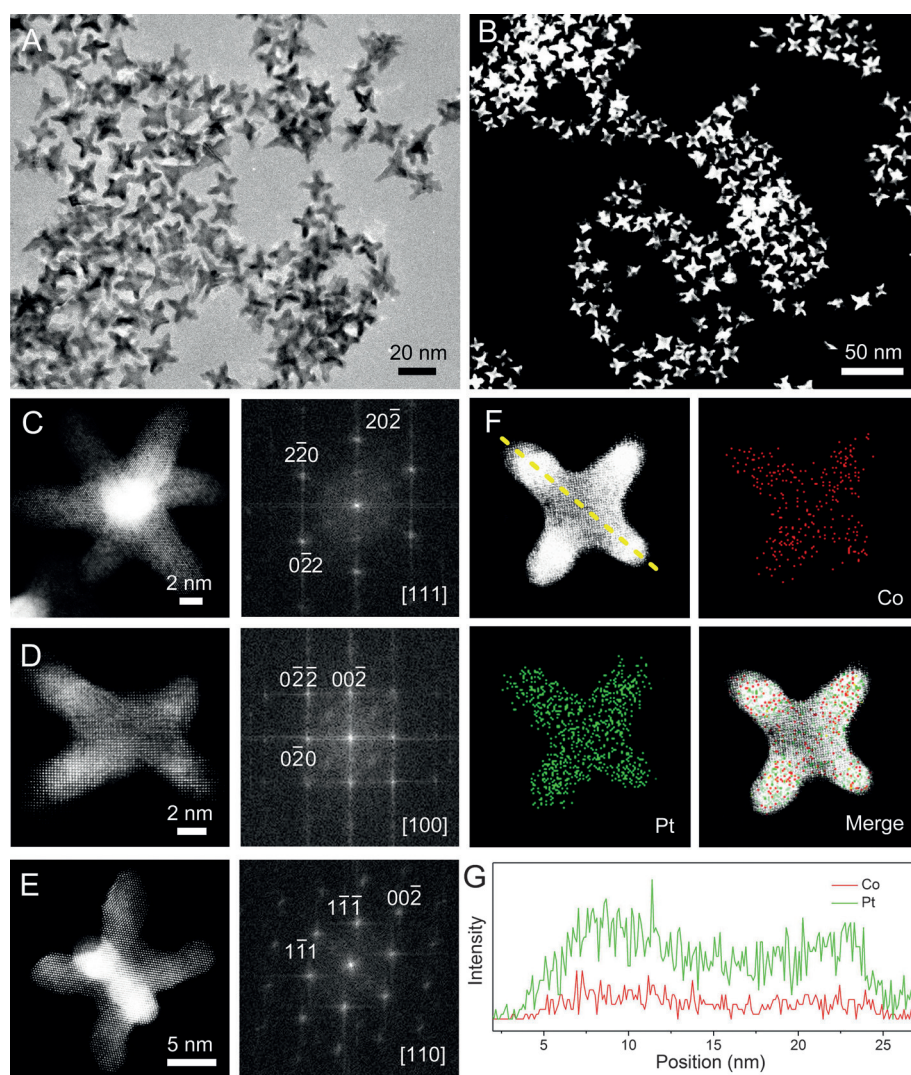 A
20 nm
B
50 nm
C
2 nm
202̅
22̅0
02̅2
[111]
F
Co
D
2 nm
02̅2̅
002̅
02̅0
[100]
Pt
Merge
E
5 nm
002̅
11̅1̅
11̅1
[110]
G
Co
Pt
Intensity
5
10
15
20
25
Position (nm)